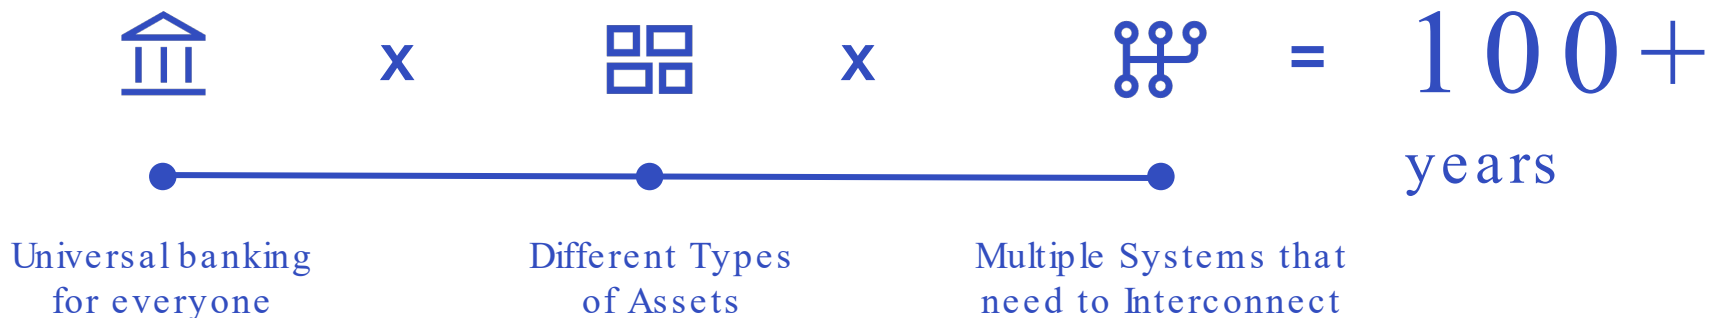 x x = 100+
years
Universal banking
for everyone
Different Types
of Assets
Multiple Systems that
need to Interconnect